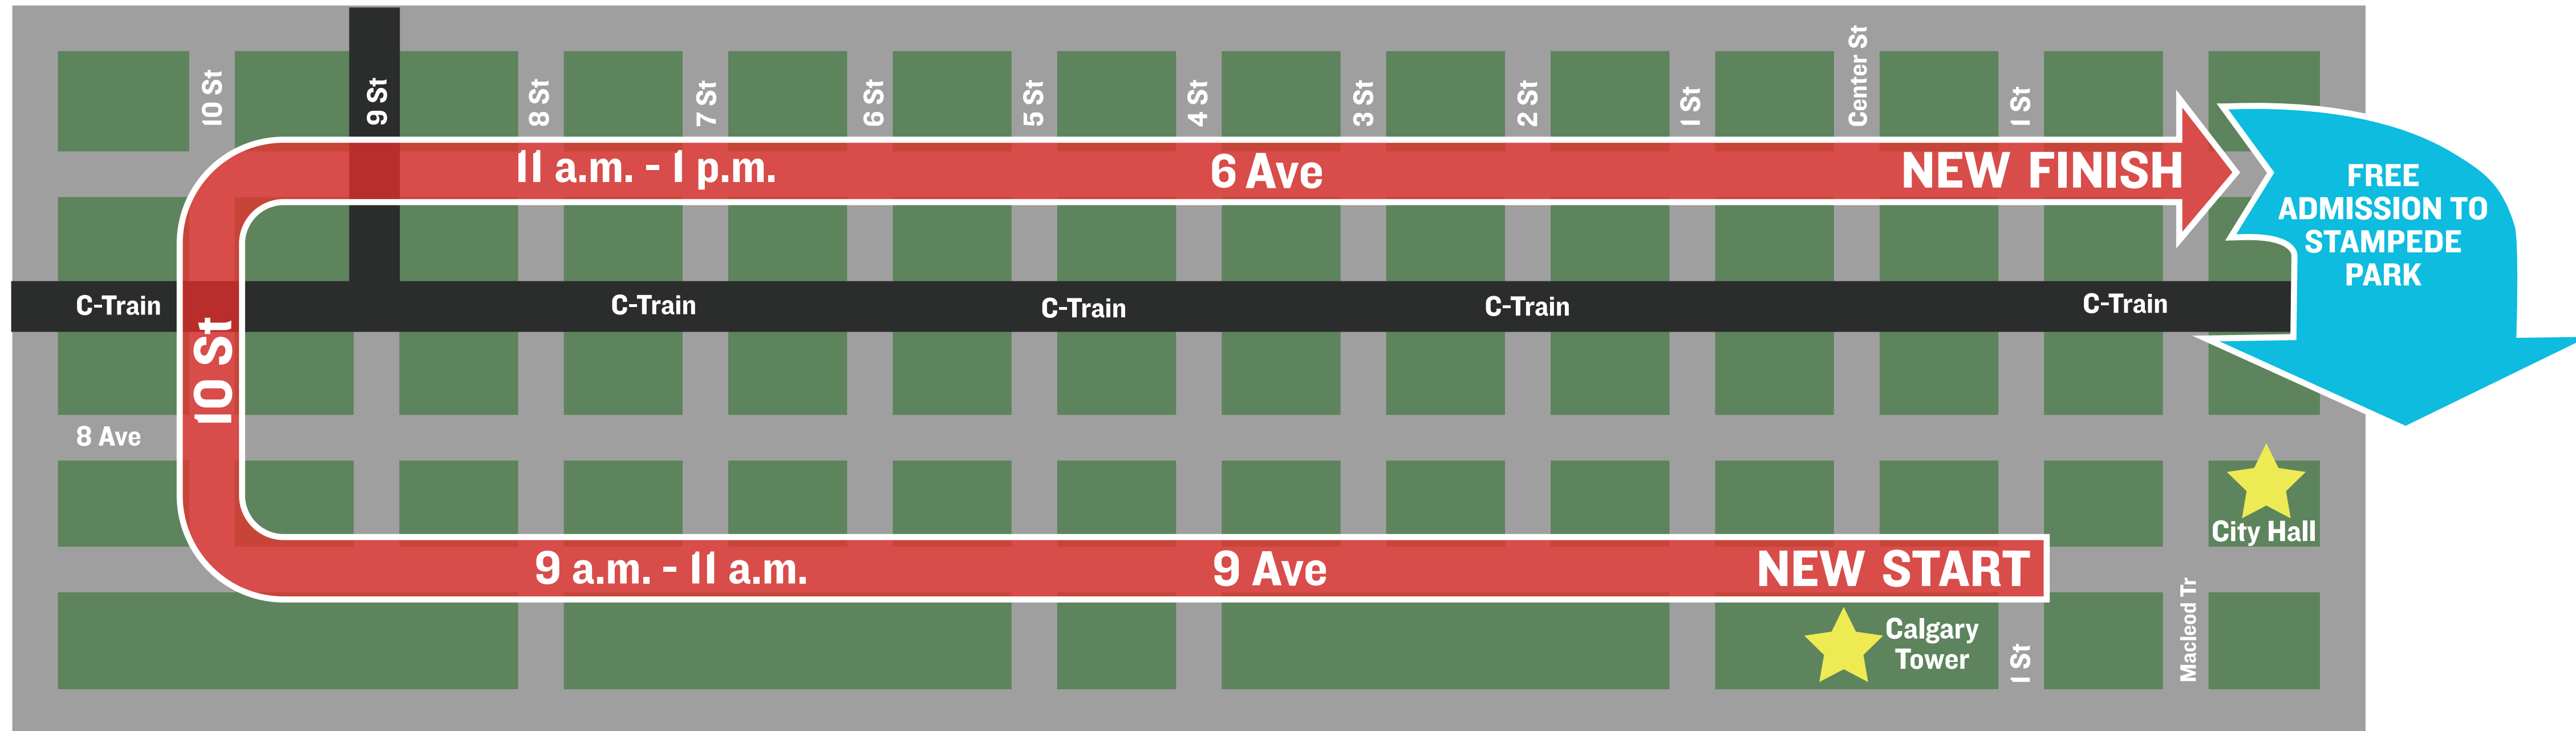 10 St
9 St
8 St
7 St
6 St
5 St
4 St
3 St
2 St
1 St
Center St
1 St
11 a.m. - 1 p.m.
6 Ave
NEW FINISH
FREE
ADMISSION TO
STAMPEDE
PARK
C-Train
C-Train
C-Train
C-Train
C-Train
10 St
8 Ave
City Hall
9 a.m. - 11 a.m.
9 Ave
NEW START
Calgary
Tower
1 St
Macleod Tr